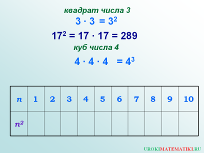 квадрат числа 3
3 · 3 = 3²
17² = 17 · 17 = 289
куб числа 4
4 · 4 · 4 = 4³
n 1 2 3 4 5 6 7 8 9 10
n²
UROKIMATEMATIKI.RU